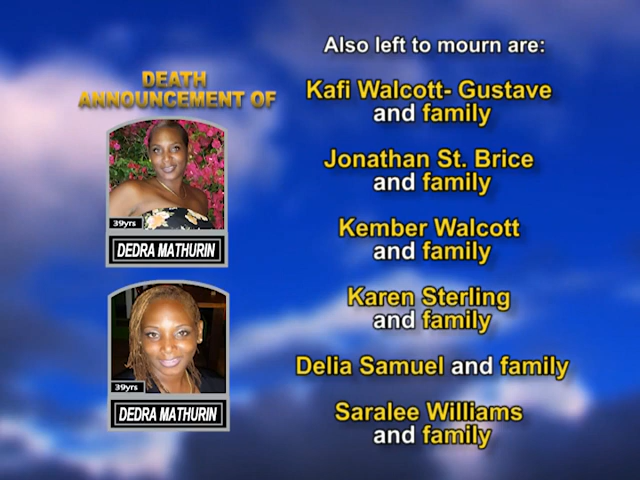 DEATH
ANNOUNCEMENT OF
39yrs
DEDRA MATHURIN
39yrs
DEDRA MATHURIN
Also left to mourn are:
Kafi Walcott- Gustave
and family
Jonathan St. Brice
and family
Kember Walcott
and family
Karen Sterling
and family
Delia Samuel and family
Saralee Williams
and family